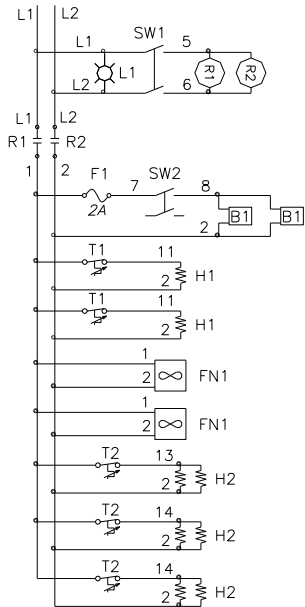 L1 L2
SW1
L1 5
L1 R1 R2
L2 6
L1 L2
R1 R2
1 2
F1 7 SW2 8
2A
B1 B1
2
T1 11
2 H1
T1 11
2 H1
1
2 FN1
1
2 FN1
T2 13
2 H2
T2 14
2 H2
T2 14
2 H2